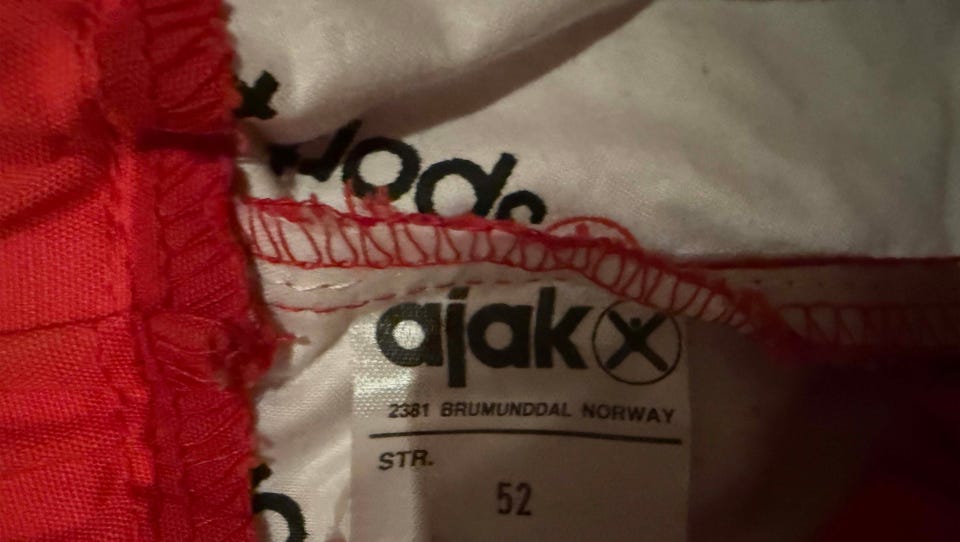 ajak
2381 BRUMUNDDAL NORWAY
STR.
52